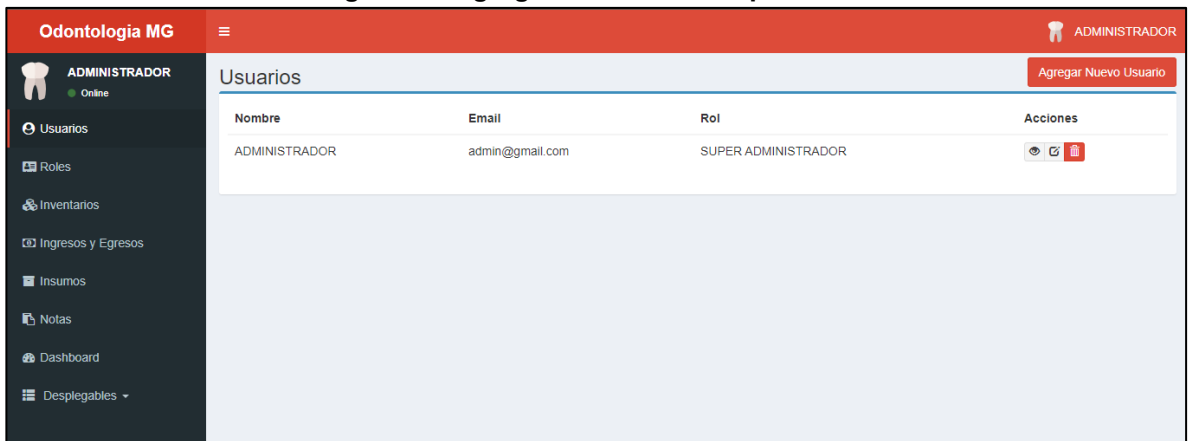 Odontologia MG
ADMINISTRADOR
ADMINISTRADOR
Online
Usuarios
Roles
Inventarios
Ingresos y Egresos
Insumos
Notas
Dashboard
Desplegables
Usuarios
Agregar Nuevo Usuario
Nombre Email Rol Acciones
ADMINISTRADOR admin@gmail.com SUPER ADMINISTRADOR